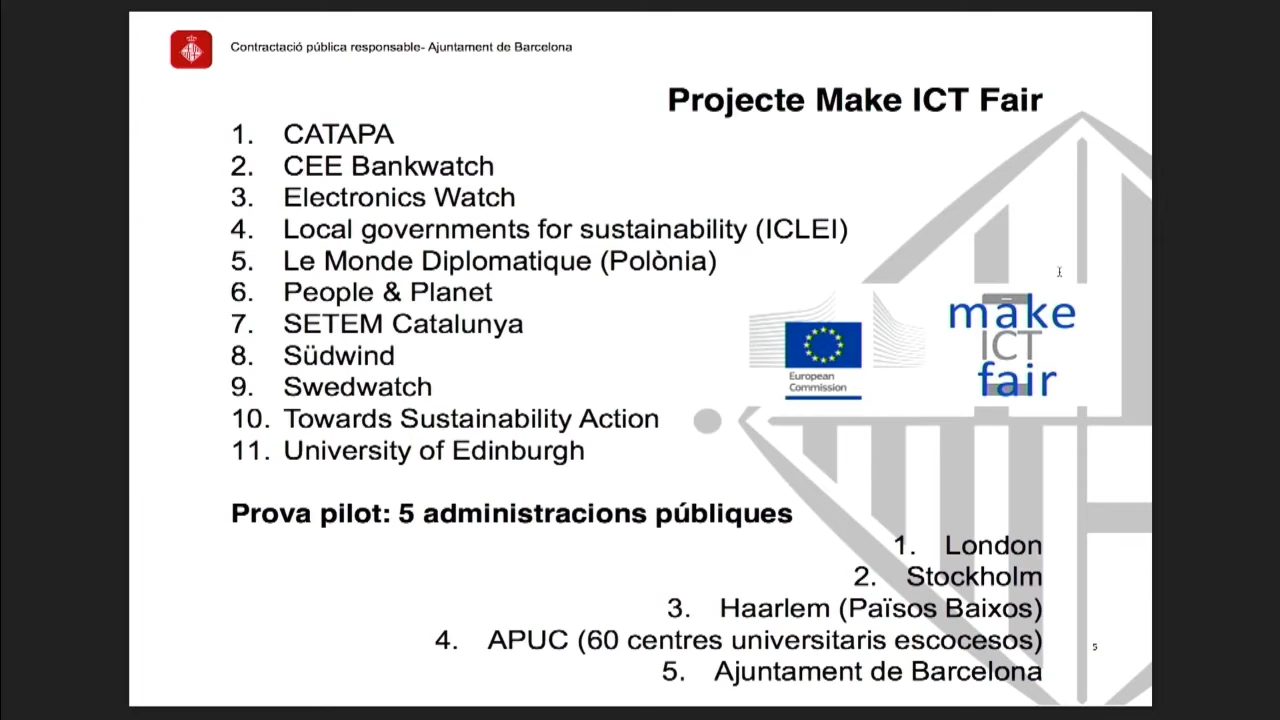 Contractació pública responsable- Ajuntament de Barcelona
Projecte Make ICT Fair
1. CATAPA
2. CEE Bankwatch
3. Electronics Watch
4. Local governments for sustainability (ICLEI)
5. Le Monde Diplomatique (Polònia)
6. People & Planet
7. SETEM Catalunya
8. Südwind
9. Swedwatch
10. Towards Sustainability Action
11. University of Edinburgh
European
Commission
make
ICT
fair
Prova pilot: 5 administracions públiques
1. London
2. Stockholm
3. Haarlem (Països Baixos)
4. APUC (60 centres universitaris escocesos)
5. Ajuntament de Barcelona
5